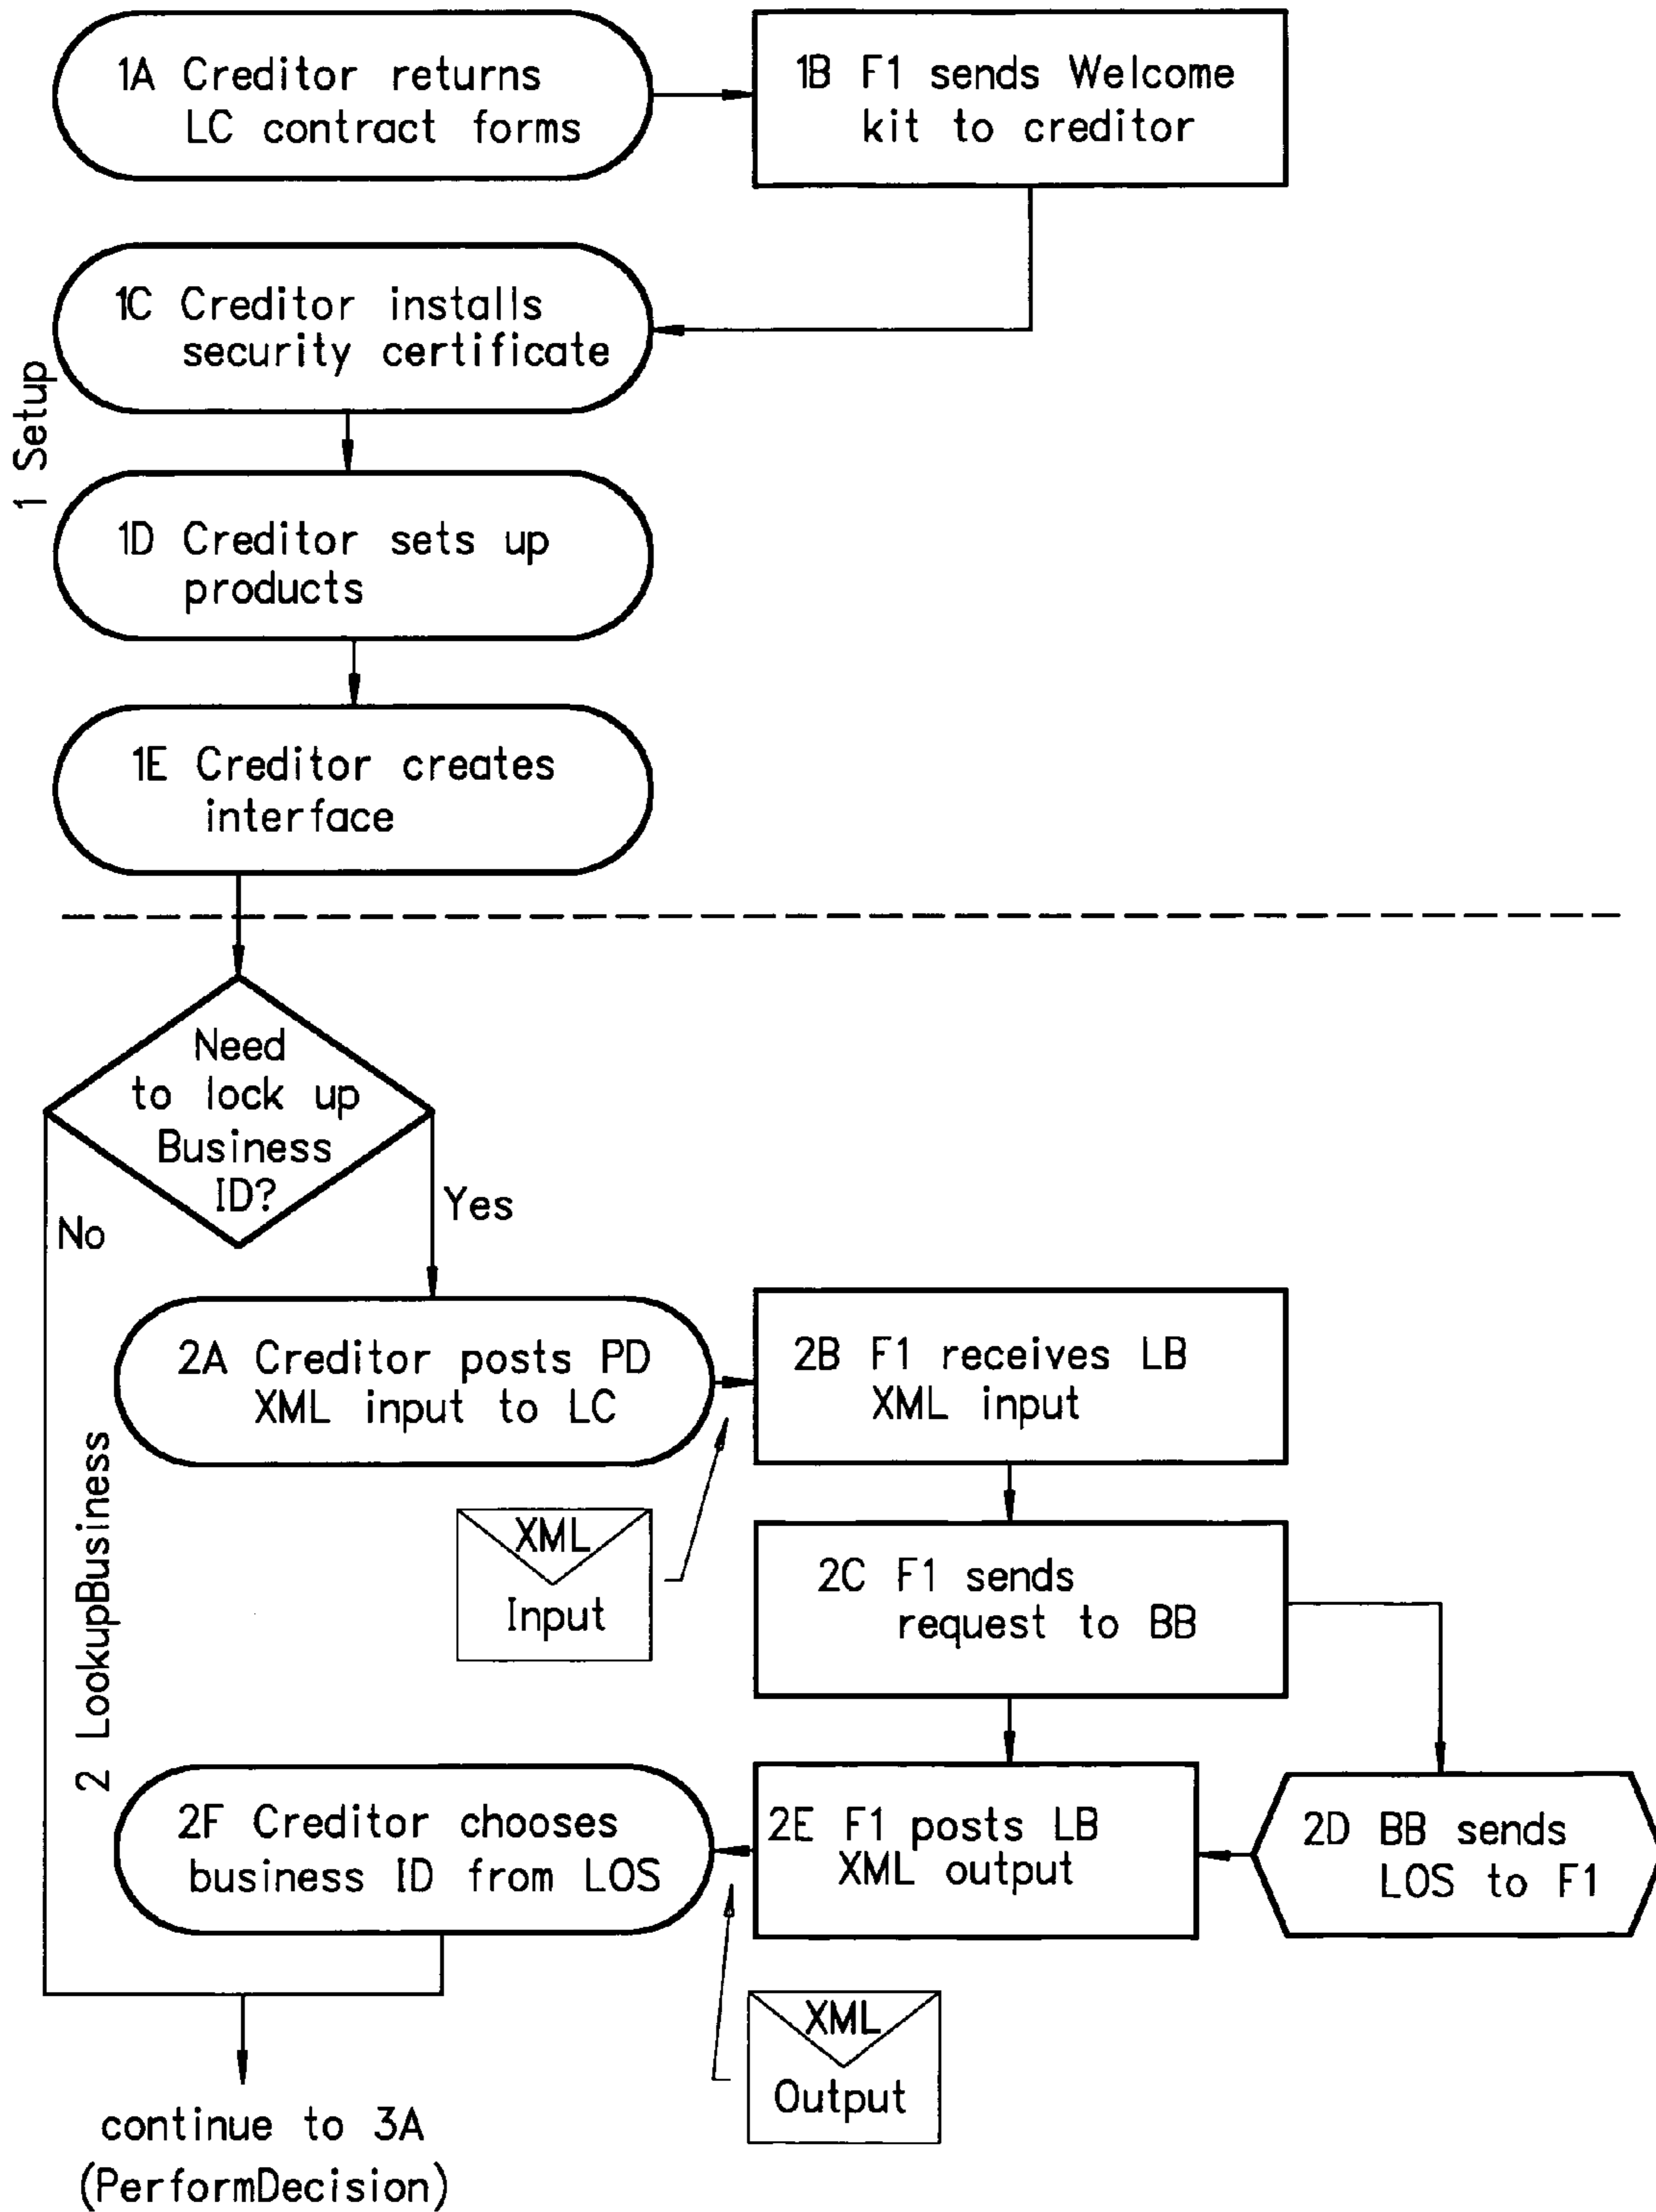 1A Creditor returns
LC contract forms
1B F1 sends Welcome
kit to creditor
1C Creditor installs
security certificate
1 Setup
1D Creditor sets up
products
1E Creditor creates
interface
Need
to lock up
Business
ID?
No
Yes
2 LookupBusiness
2A Creditor posts PD
XML input to LC
2B F1 receives LB
XML input
XML
Input
2C F1 sends
request to BB
2D BB sends
LOS to F1
2E F1 posts LB
XML output
2F Creditor chooses
business ID from LOS
XML
Output
continue to 3A
(PerformDecision)